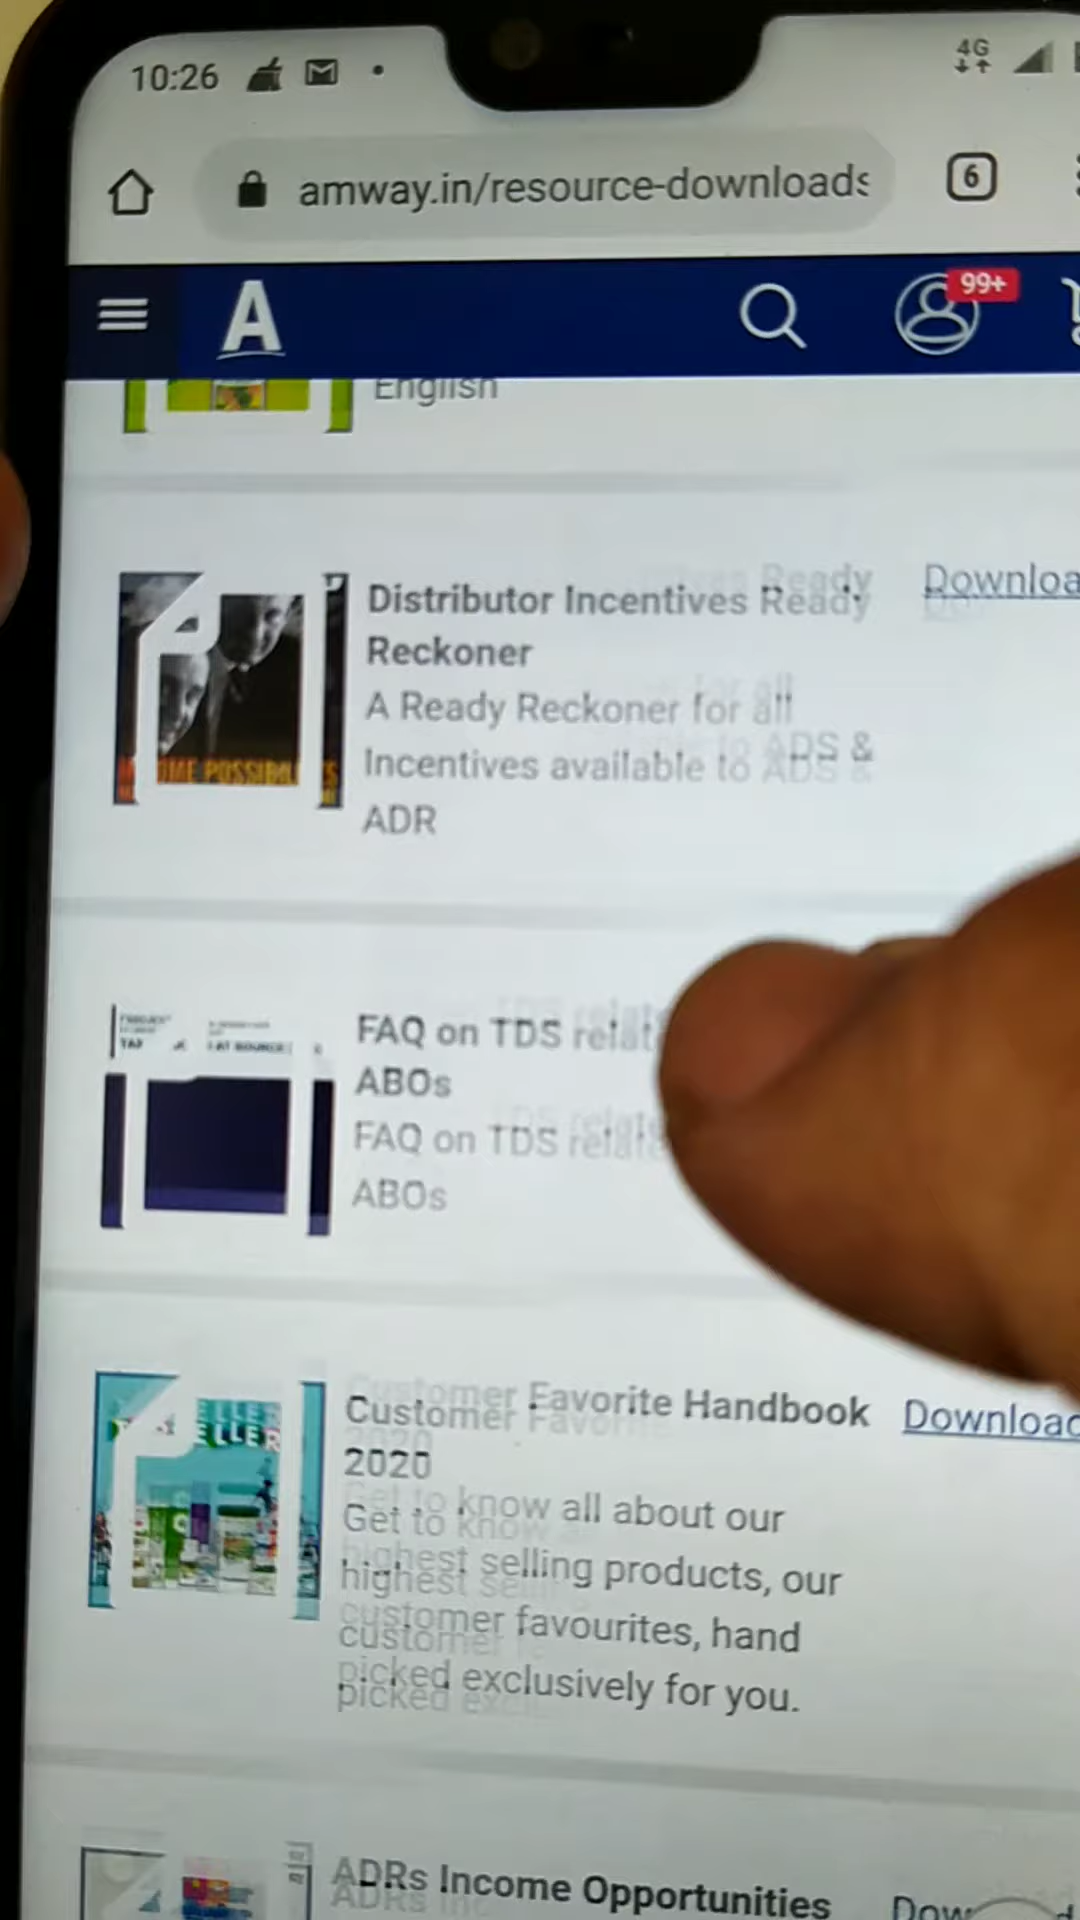 10:26
4G
amway.in/resource-downloads
6
A
99+
English
Distributor Incentives Ready
Reckoner
Download
A Ready Reckoner for all
Incentives available to ADS &
ADR
FAQ on TDS
ABOs
FAQ on TDS
ABOs
Customer Favorite Handbook
2020
Download
Get to know all about our
highest selling products, our
customer favourites, hand
picked exclusively for you.
ADRs Income Opportunities